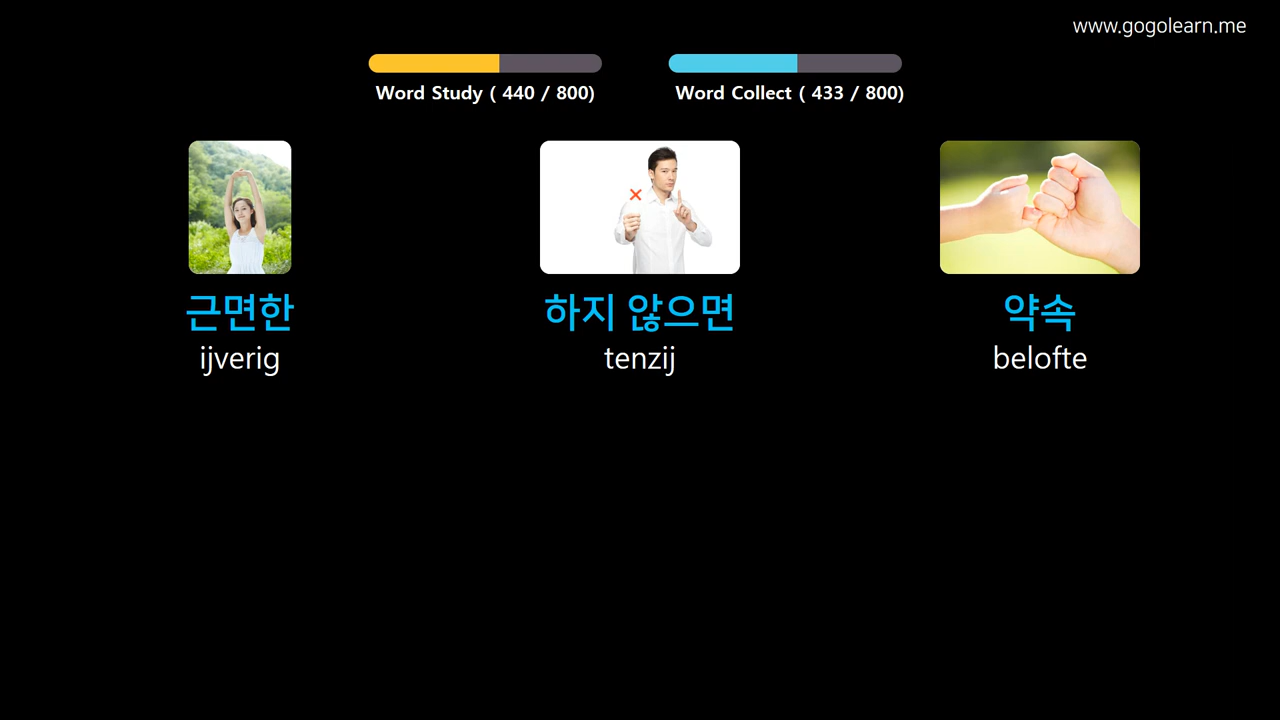 www.gogolearn.me
Word Study ( 440 / 800)
Word Collect ( 433 / 800)
근면한
ijverig
하지 않으면
tenzij
약속
belofte